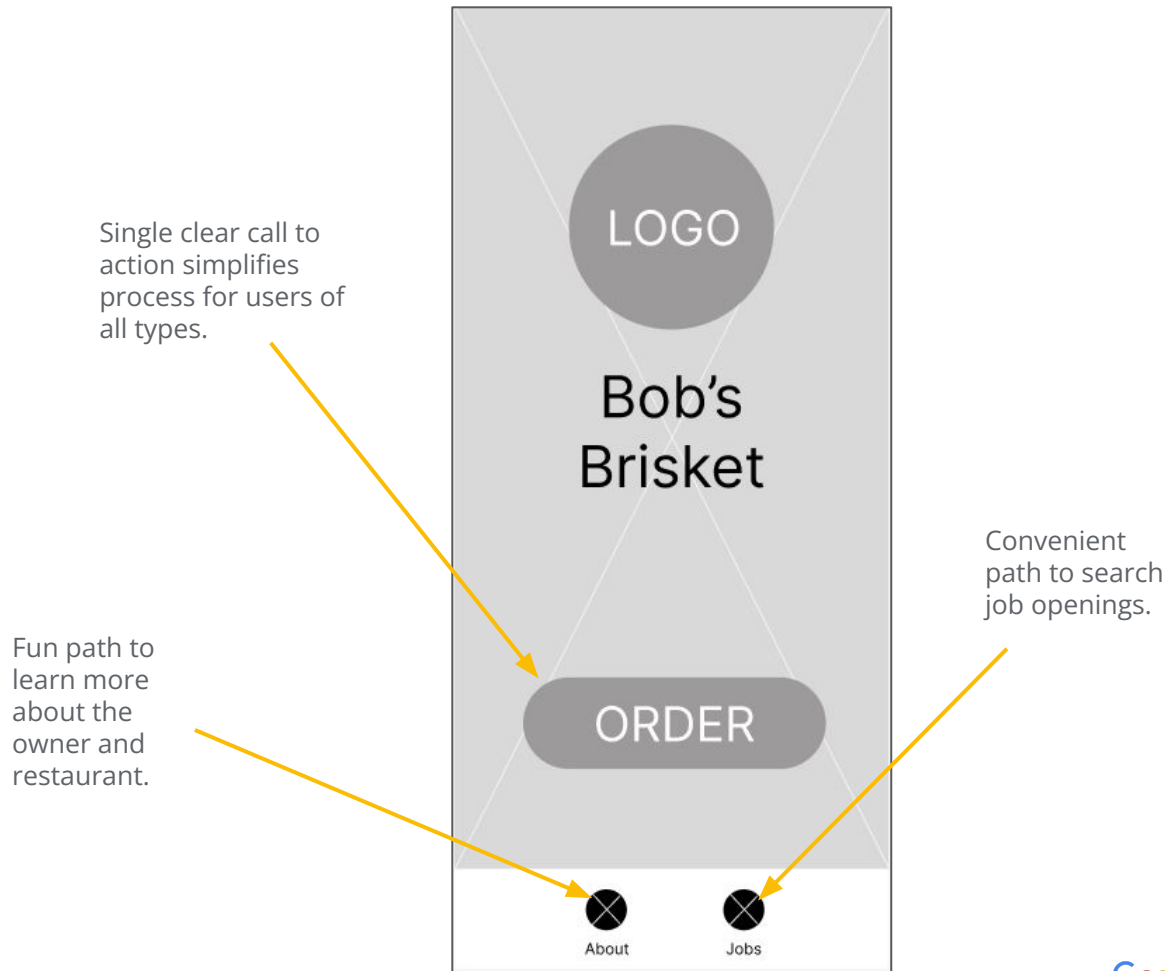 LOGO
Single clear call to
action simplifies
process for users of
all types.
Bob’s
Brisket
Convenient
path to search
job openings.
Fun path to
learn more
about the
owner and
restaurant.
ORDER
About
Jobs